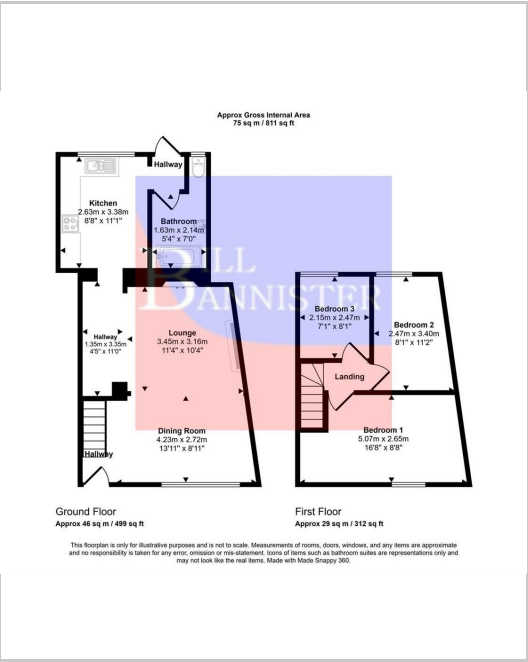 Approx Gross Internal Area
75 sq m / 811 sq ft
Hallway
Kitchen
2.63m x 3.38m
8'8" x 11'1"
Bathroom
1.63m x 2.14m
5'4" x 7'0"
BILL
BANNISTER
Hallway
1.35m x 3.35m
4'5" x 11'0"
Lounge
3.45m x 3.16m
11'4" x 10'4"
Bedroom 3
2.15m x 2.47m
7'1" x 8'1"
Bedroom 2
2.47m x 3.40m
8'1" x 11'2"
Landing
Dining Room
4.23m x 2.72m
13'11" x 8'11"
Bedroom 1
5.07m x 2.65m
16'8" x 8'8"
Hallway
Ground Floor
Approx 46 sq m / 499 sq ft
First Floor
Approx 29 sq m / 312 sq ft
This floorplan is only for illustrative purposes and is not to scale. Measurements of rooms, doors, windows, and any items are approximate
and no responsibility is taken for any error, omission or mis-statement. Icons of items such as bathroom suites are representations only and
may not look like the real items. Made with Made Snappy 360.